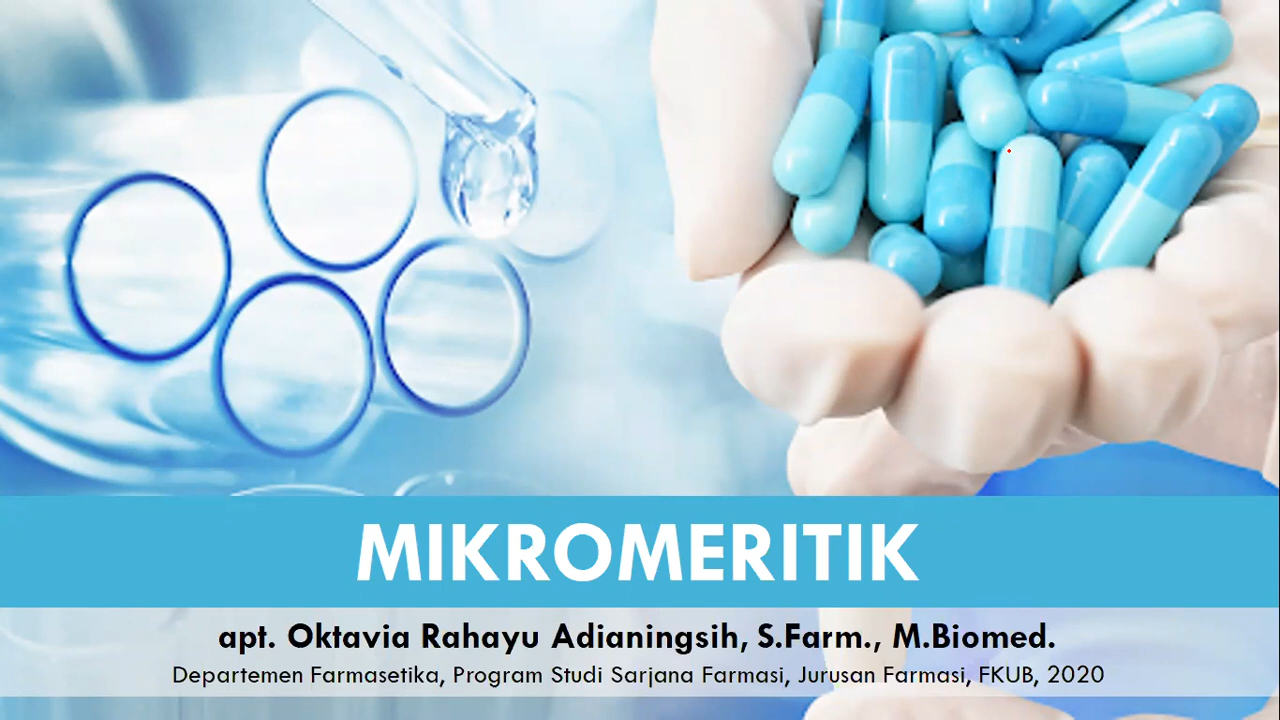 MIKROMERITIK
apt. Oktavia Rahayu Adianingsih, S.Farm., M.Biomed.
Departemen Farmasetika, Program Studi Sarjana Farmasi, Jurusan Farmasi, FKUB, 2020